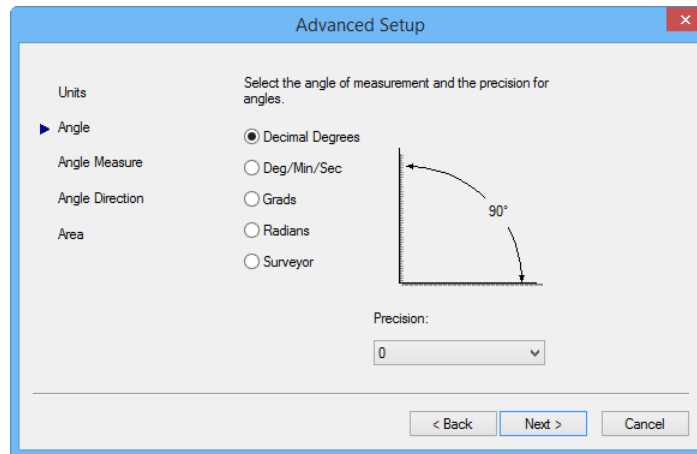 Advanced Setup
Units
Angle
Angle Measure
Angle Direction
Area
Select the angle of measurement and the precision for
angles.
Decimal Degrees
Deg/Min/Sec
Grads
Radians
Surveyor
90°
Precision:
0
< Back
Next >
Cancel